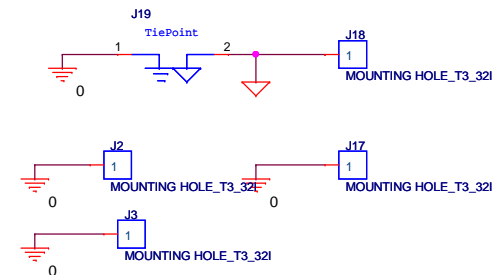 J19
TiePoint
1
2
J18
1
MOUNTING HOLE_T3_32I
0
J2
1
MOUNTING HOLE_T3_32I
0
J17
1
MOUNTING HOLE_T3_32I
0
J3
1
MOUNTING HOLE_T3_32I
0